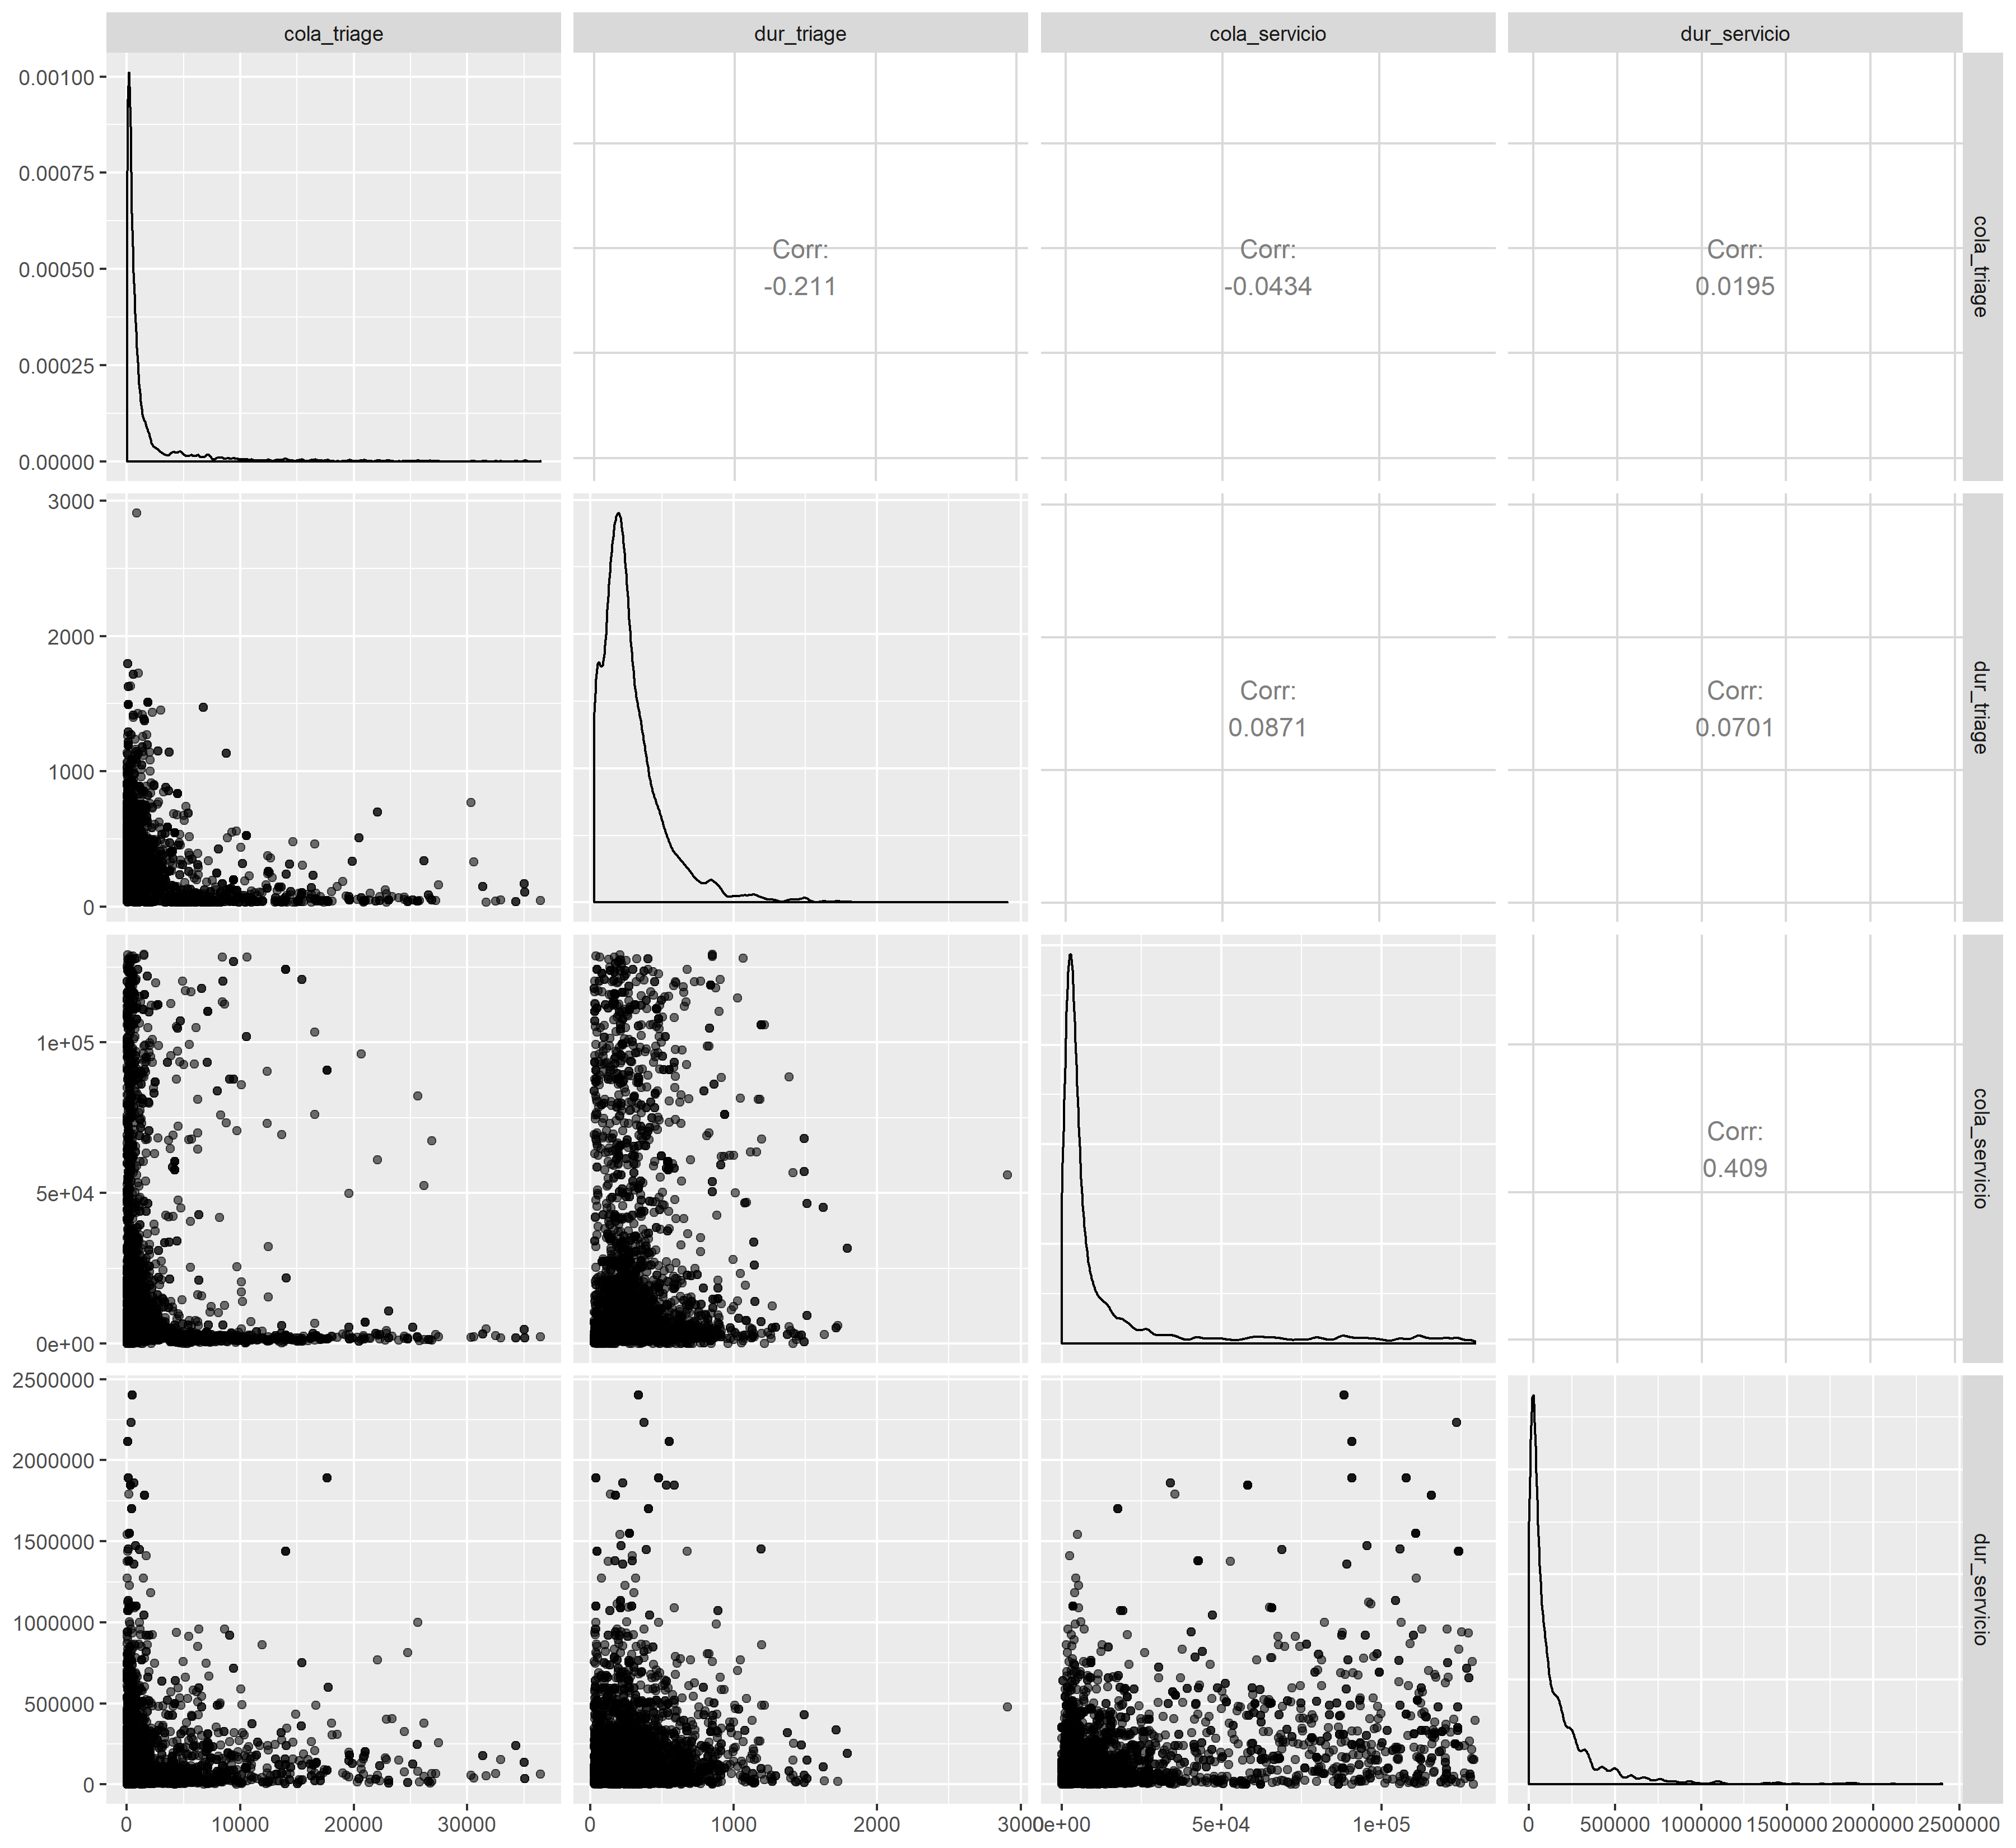 cola_triage
dur_triage
cola_servicio
dur_servicio
0.00100
0.00075
0.00050
0.00025
0.00000
Corr:
-0.211
Corr:
-0.0434
Corr:
0.0195
cola_triage
3000
2000
1000
0
Corr:
0.0871
Corr:
0.0701
dur_triage
1e+05
5e+04
0e+00
Corr:
0.409
cola_servicio
2500000
2000000
1500000
1000000
500000
0
dur_servicio
0
10000
20000
30000
0
1000
2000
3000
0e+00
5e+04
1e+05
0
500000
1000000
1500000
2000000
2500000